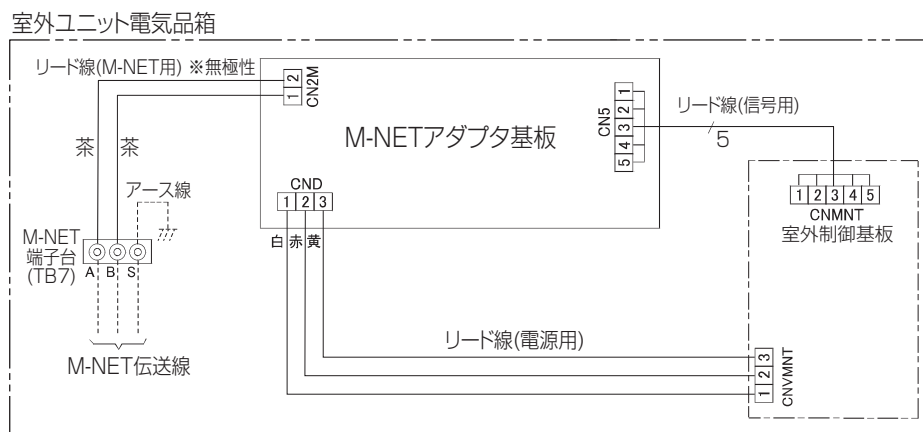 室外ユニット電気品箱
リード線(M-NET用) ※無極性
2
1
CN2M
M-NETアダプタ基板
CN5
1
2
3
4
5
リード線(信号用)
5
茶
茶
アース線
CND
1 2 3
白 赤 黄
1 2 3 4 5
CNMNT
室外制御基板
M-NET
端子台
(TB7)
A B S
M-NET伝送線
リード線(電源用)
3
2
1
CNVMNT